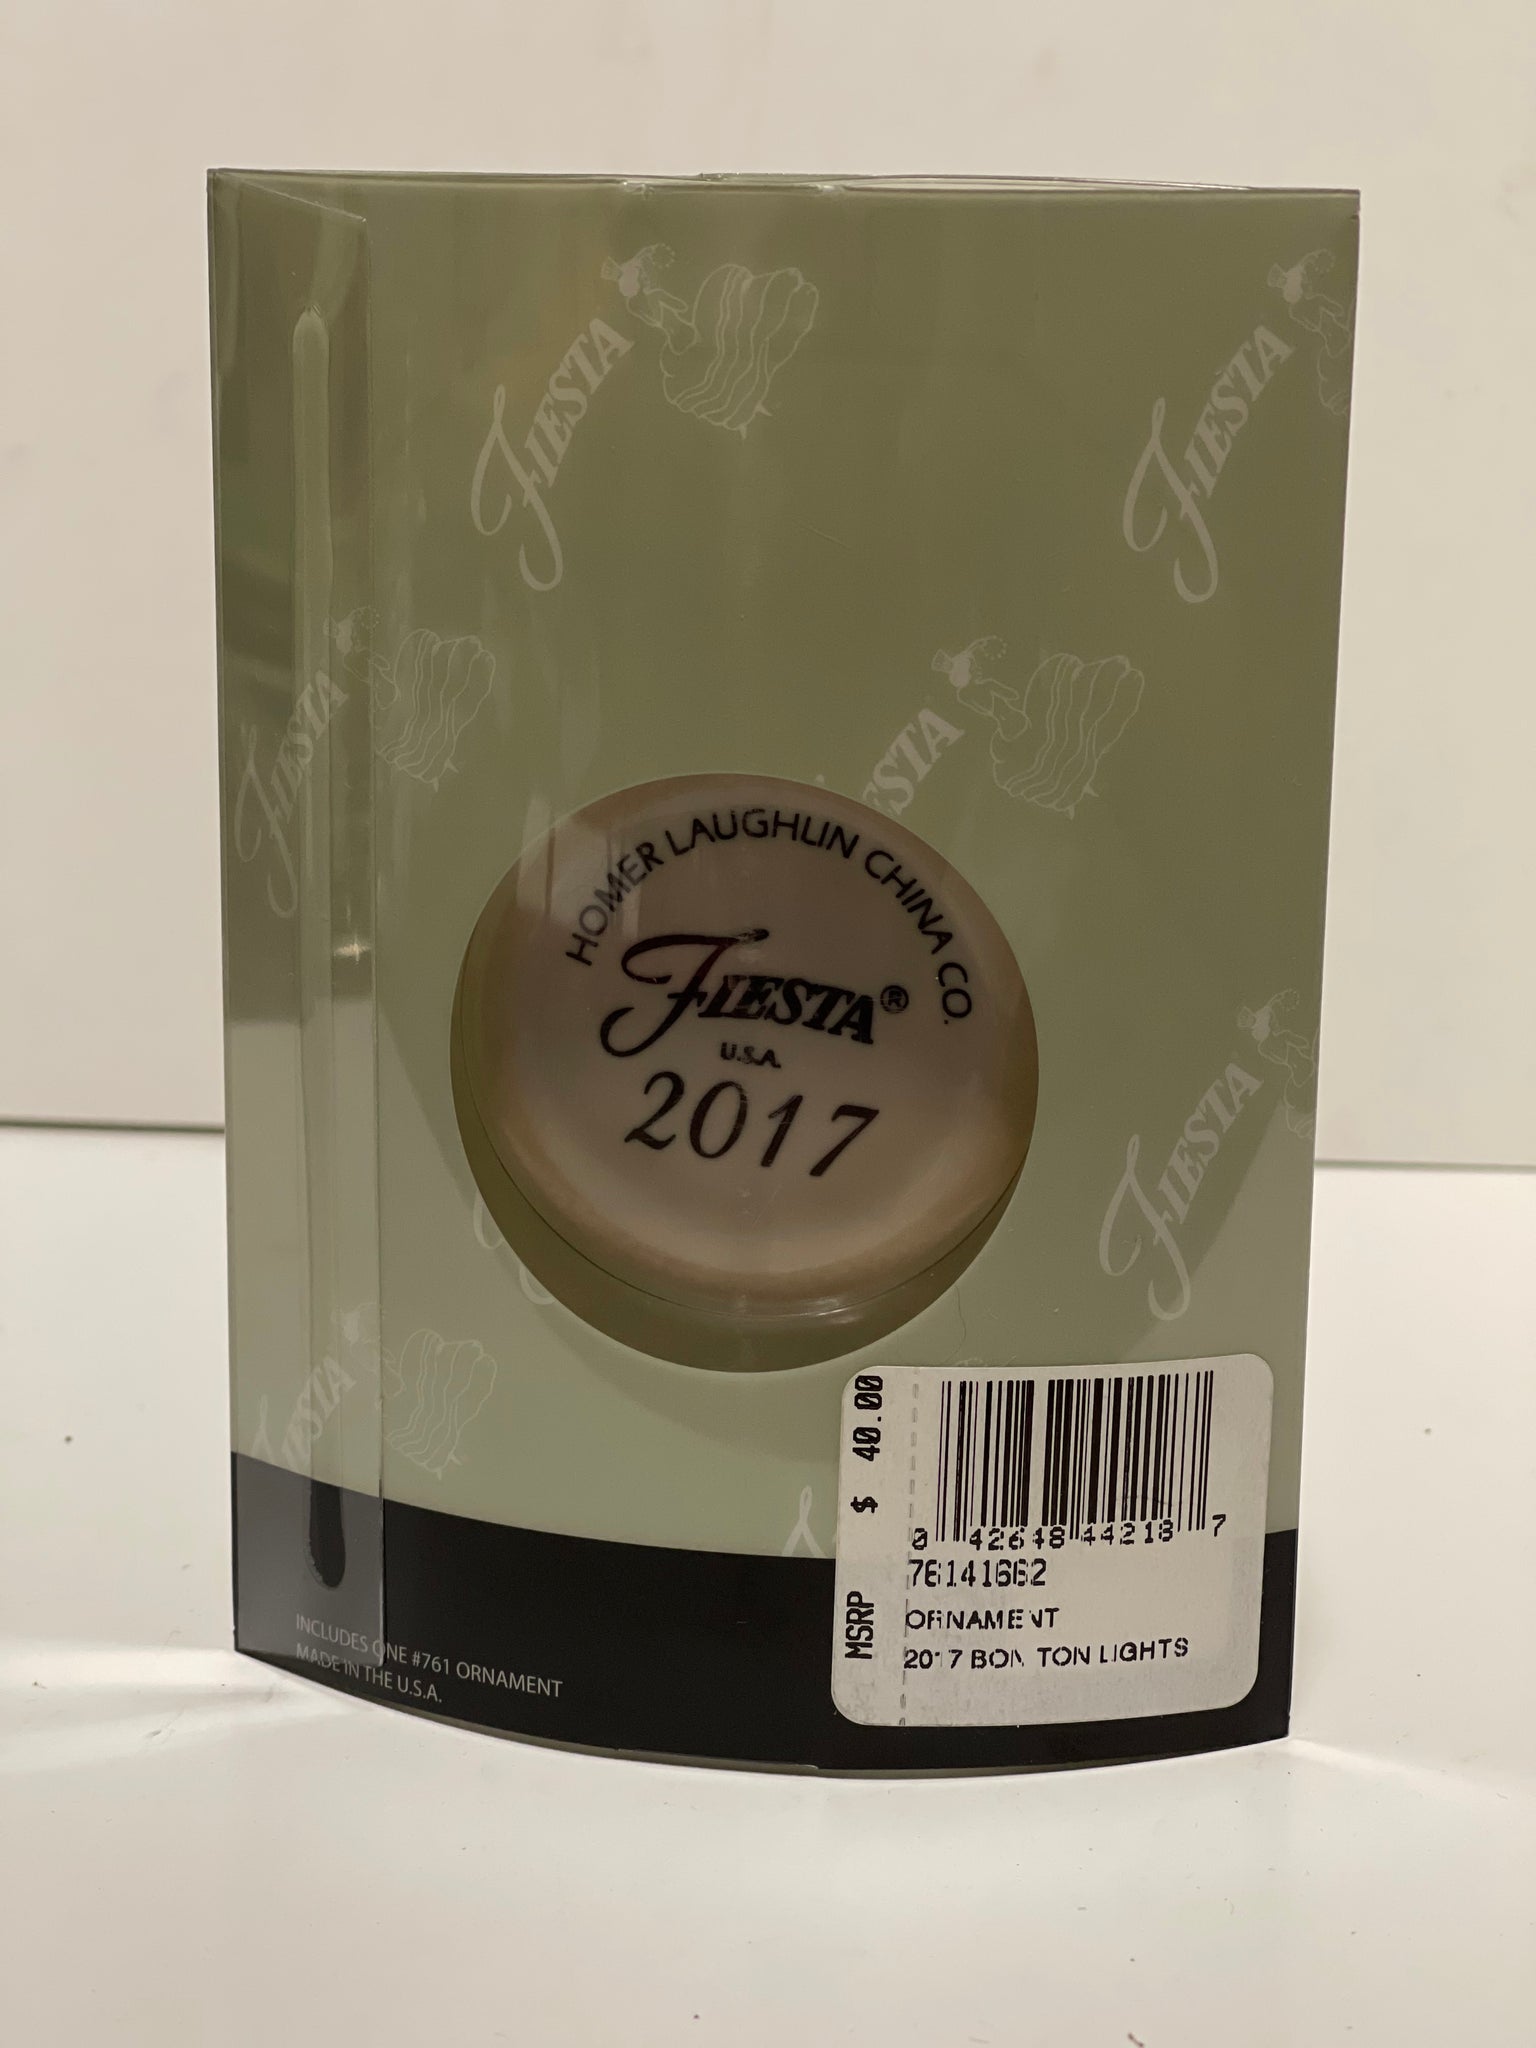 FIESTA
FIESTA
FIESTA
FIESTA
HOMER LAUGHLIN CHINA CO.
FIESTA®
U.S.A.
2017
FIESTA
FIESTA
MSRP $ 40.00
0 42648 44218 7
78141662
ORNAMENT
2017 BON TON LIGHTS
INCLUDES ONE #761 ORNAMENT
MADE IN THE U.S.A.